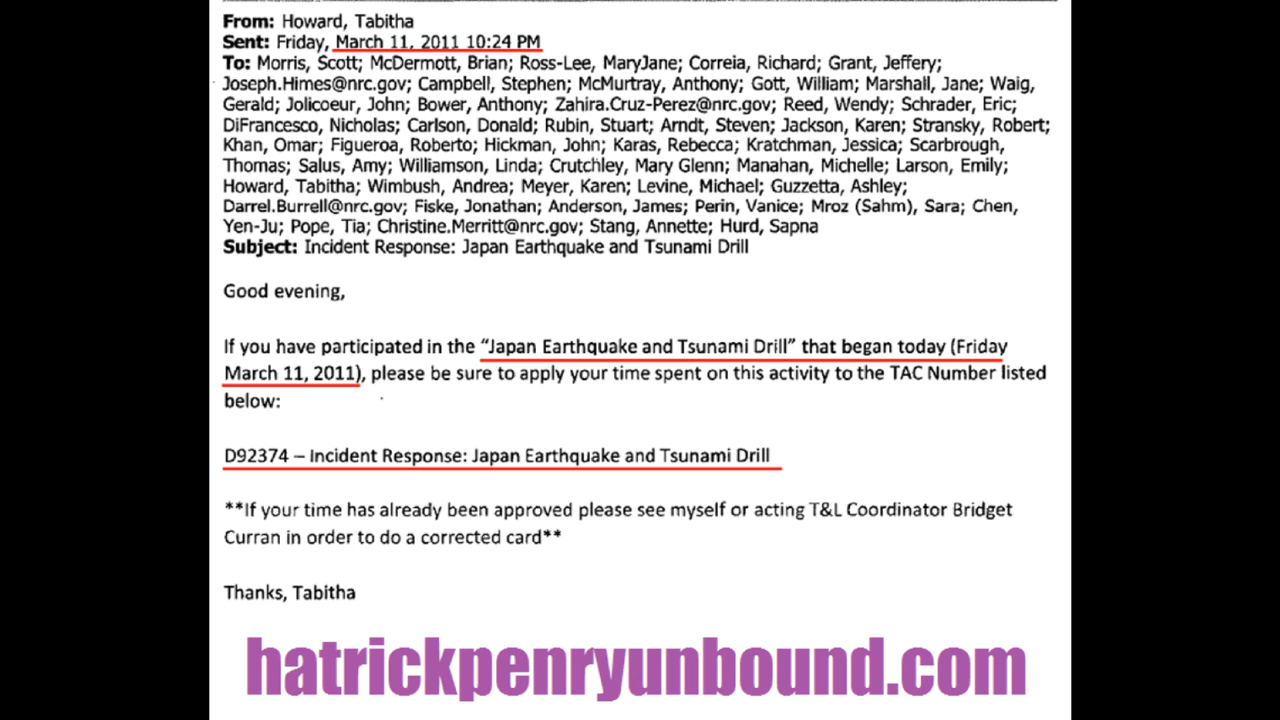 From: Howard, Tabitha
Sent: Friday, March 11, 2011 10:24 PM
To: Morris, Scott; McDermott, Brian; Ross-Lee, MaryJane; Correia, Richard; Grant, Jeffery;
Joseph.Himes@nrc.gov; Campbell, Stephen; McMurtray, Anthony; Gott, William; Marshall, Jane; Waig,
Gerald; Jolicoeur, John; Bower, Anthony; Zahira.Cruz-Perez@nrc.gov; Reed, Wendy; Schrader, Eric;
DiFrancesco, Nicholas; Carlson, Donald; Rubin, Stuart; Arndt, Steven; Jackson, Karen; Stransky, Robert;
Khan, Omar; Figueroa, Roberto; Hickman, John; Karas, Rebecca; Kratchman, Jessica; Scarbrough,
Thomas; Salus, Amy; Williamson, Linda; Crutchley, Mary Glenn; Manahan, Michelle; Larson, Emily;
Howard, Tabitha; Wimbush, Andrea; Meyer, Karen; Levine, Michael; Guzzetta, Ashley;
Darrel.Burrell@nrc.gov; Fiske, Jonathan; Anderson, James; Perin, Vanice; Mroz (Sahm), Sara; Chen,
Yen-Ju; Pope, Tia; Christine.Merritt@nrc.gov; Stang, Annette; Hurd, Sapna
Subject: Incident Response: Japan Earthquake and Tsunami Drill
Good evening,
If you have participated in the “Japan Earthquake and Tsunami Drill” that began today (Friday
March 11, 2011), please be sure to apply your time spent on this activity to the TAC Number listed
below:
D92374 – Incident Response: Japan Earthquake and Tsunami Drill
**If your time has already been approved please see myself or acting T&L Coordinator Bridget
Curran in order to do a corrected card**
Thanks, Tabitha
hatrickpenryunbound.com